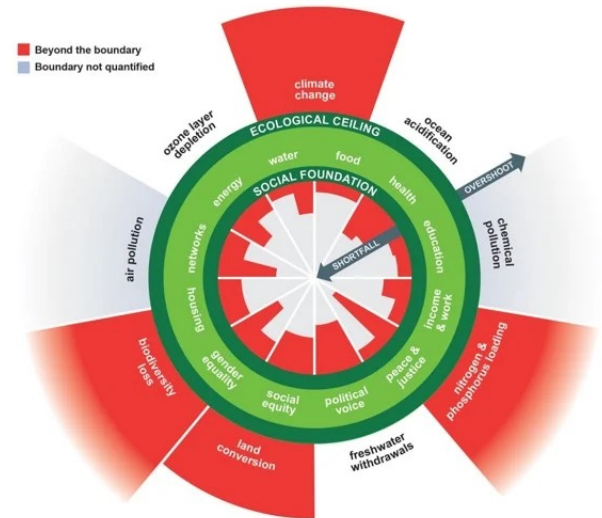 Beyond the boundary
Boundary not quantified
climate
change
ozone layer
depletion
ocean
acidification
ECOLOGICAL CEILING
water
food
energy
health
SOCIAL FOUNDATION
OVERSHOOT
SHORTFALL
networks
education
air pollution
chemical
pollution
housing
income
& work
gender
equality
social
equity
political
voice
peace &
justice
biodiversity
loss
nitrogen &
phosphorus loading
land
conversion
freshwater
withdrawals